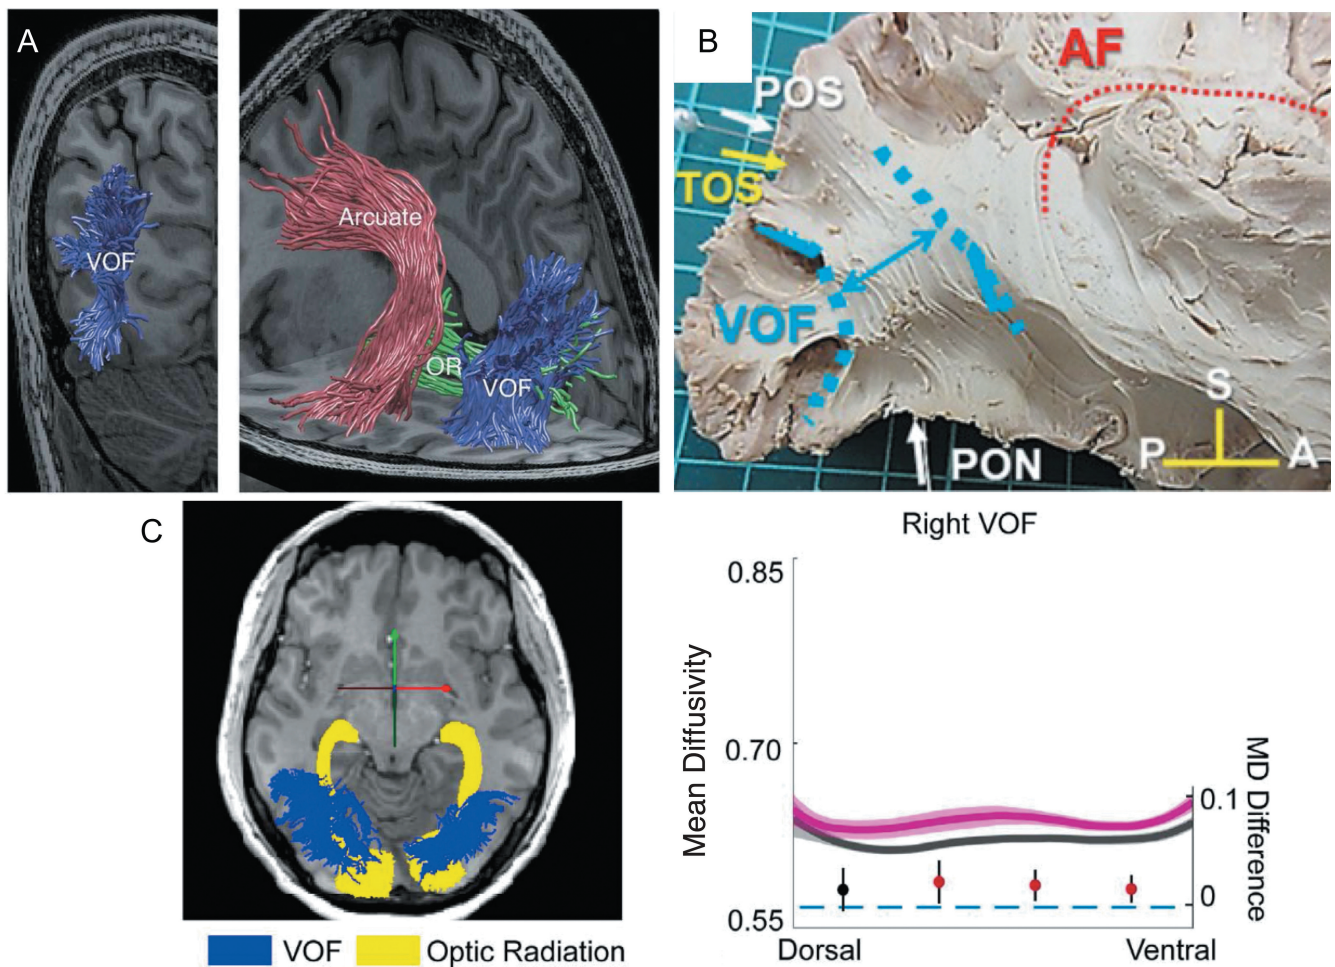 A
VOF
Arcuate
OR
VOF
B
AF
POS
TOS
VOF
S
P
A
PON
C
VOF
Optic Radiation
Right VOF
Mean Diffusivity
0.85
0.70
0.55
MD Difference
0.1
0
Dorsal
Ventral